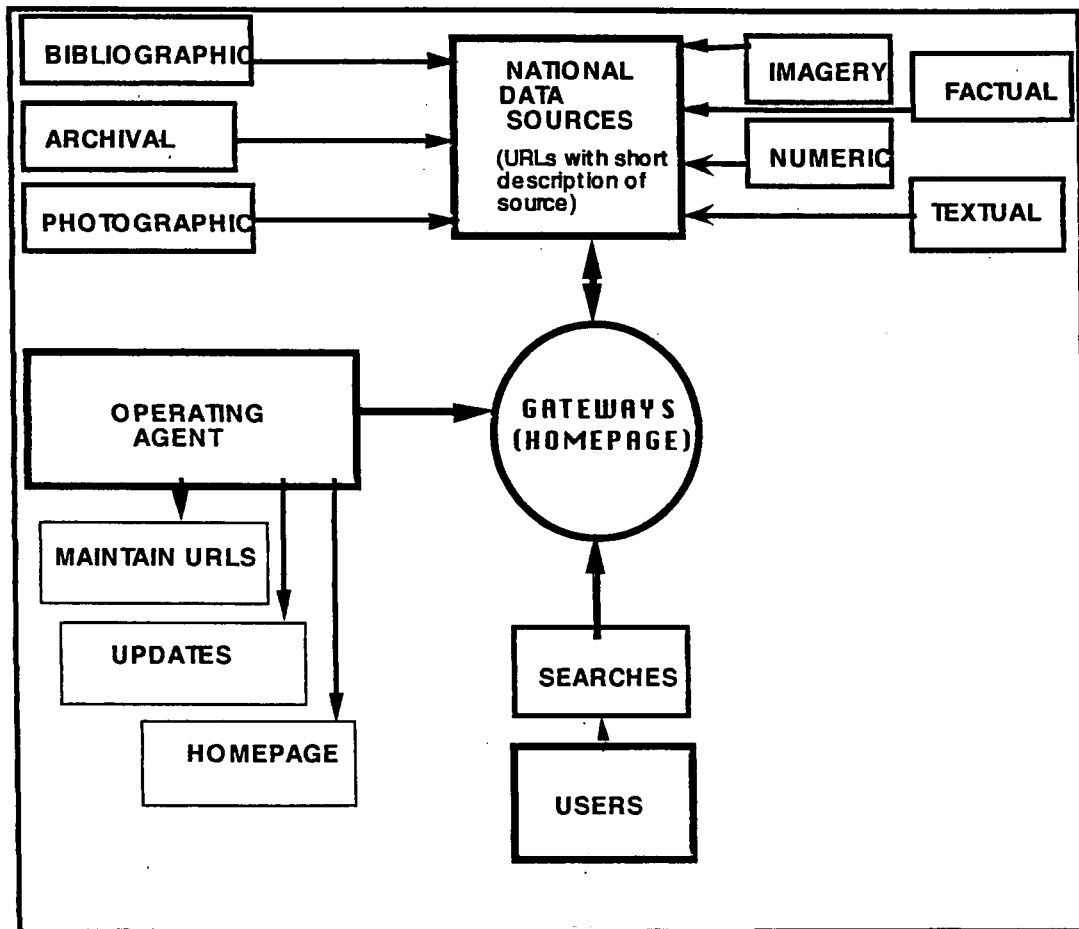 BIBLIOGRAPHIC
ARCHIVAL
PHOTOGRAPHIC
NATIONAL
DATA
SOURCES
(URLs with short
description of
source)
IMAGERY
FACTUAL
NUMERIC
TEXTUAL
OPERATING
AGENT
GATEWAYS
(HOMEPAGE)
MAINTAIN URLS
UPDATES
HOMEPAGE
SEARCHES
USERS